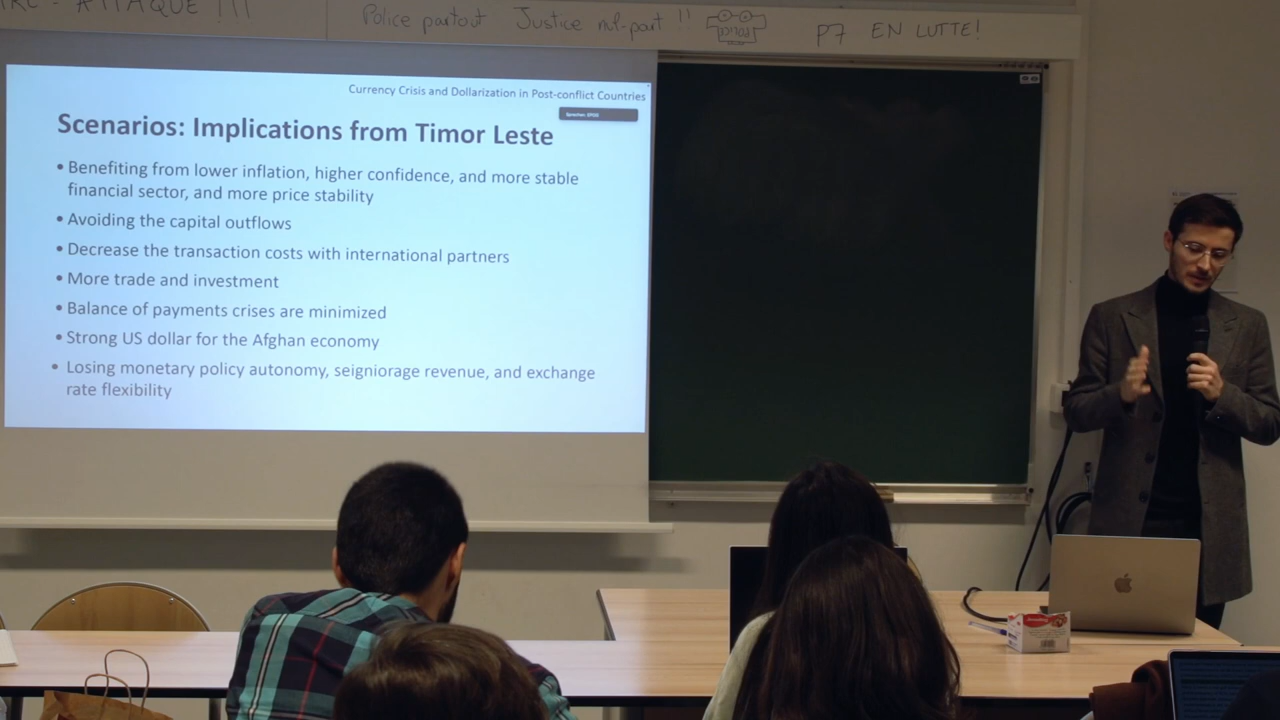 ATTAQUE !!!
Police partout Justice nul-part !!
POLICE
P7 EN LUTTE!
Currency Crisis and Dollarization in Post-conflict Countries
Scenarios: Implications from Timor Leste
• Benefiting from lower inflation, higher confidence, and more stable
financial sector, and more price stability
• Avoiding the capital outflows
• Decrease the transaction costs with international partners
• More trade and investment
• Balance of payments crises are minimized
• Strong US dollar for the Afghan economy
• Losing monetary policy autonomy, seigniorage revenue, and exchange
rate flexibility